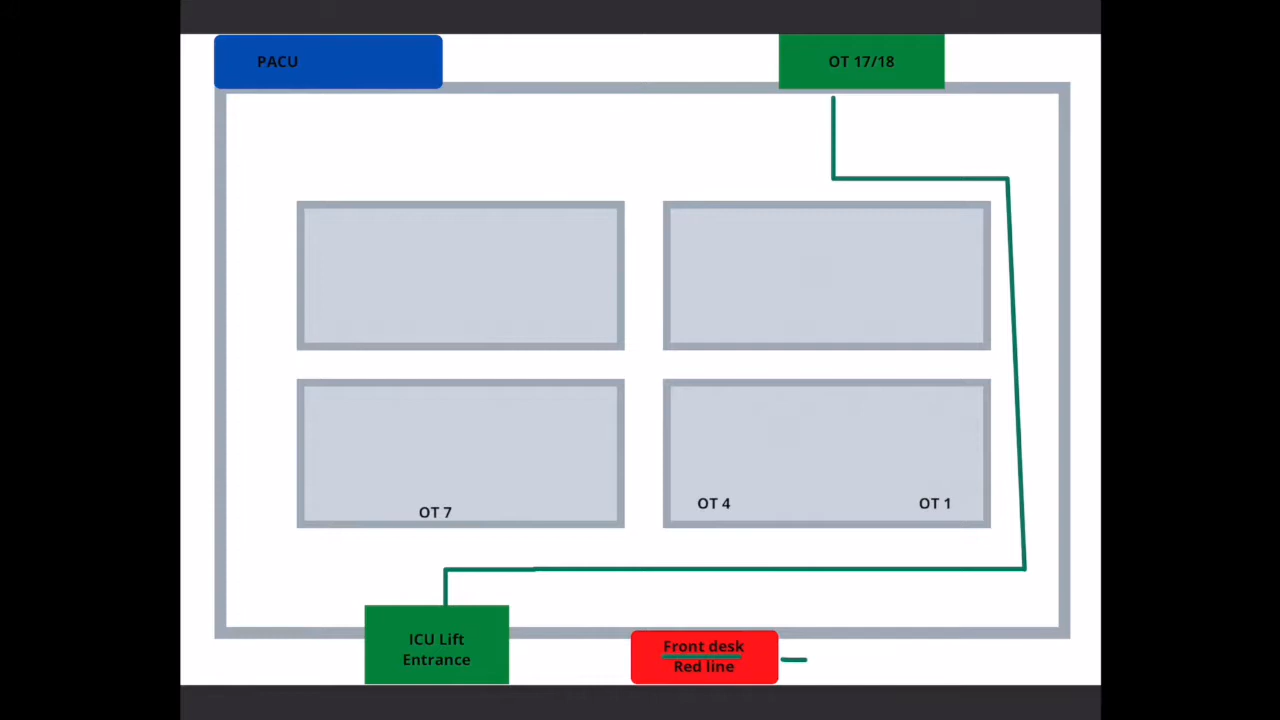 PACU
OT 17/18
OT 7
OT 4
OT 1
ICU Lift
Entrance
Front desk
Red line